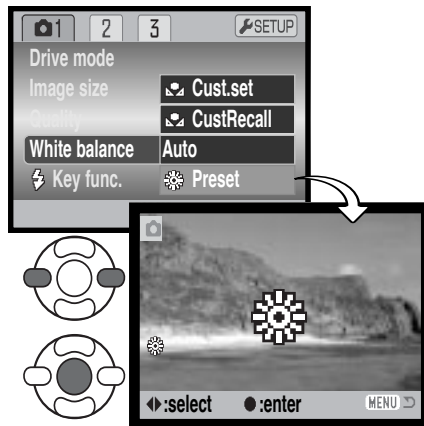 1 2 3 SETUP
Drive mode
Image size Cust.set
Quality CustRecall
White balance Auto
Key func. Preset
:select :enter MENU